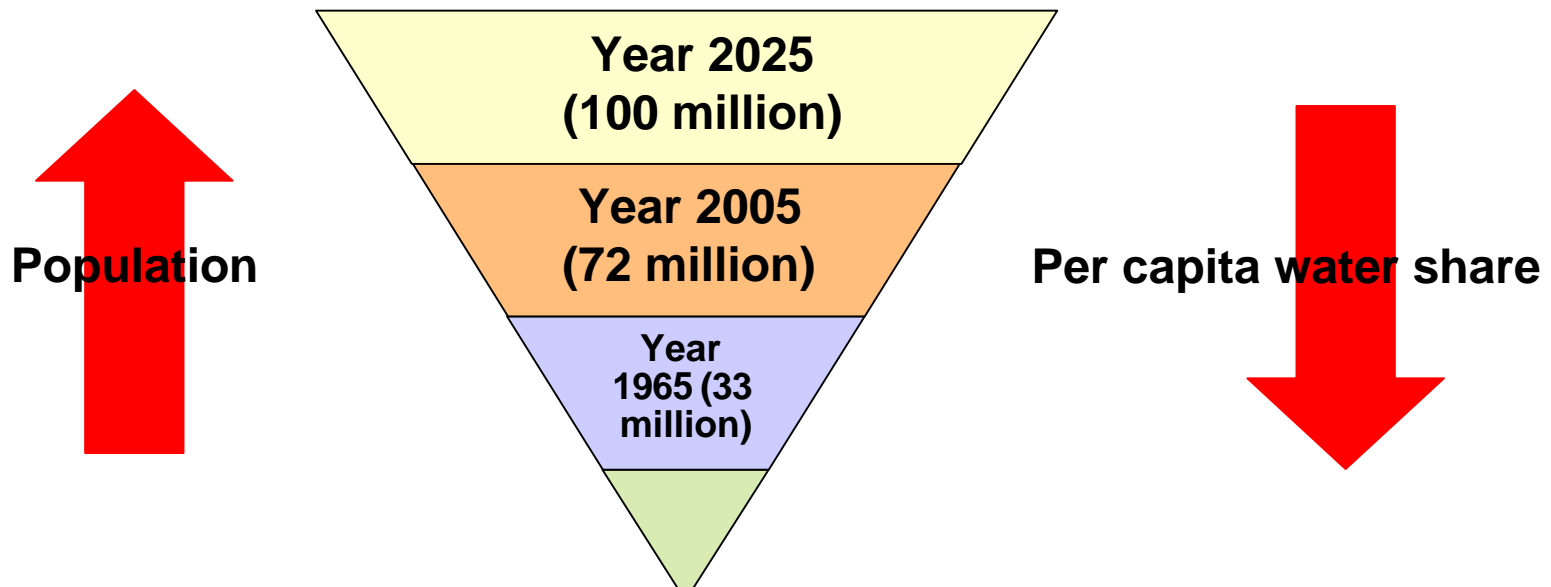 Year 2025
(100 million)
Year 2005
(72 million)
Population
Per capita water share
Year
1965 (33
million)